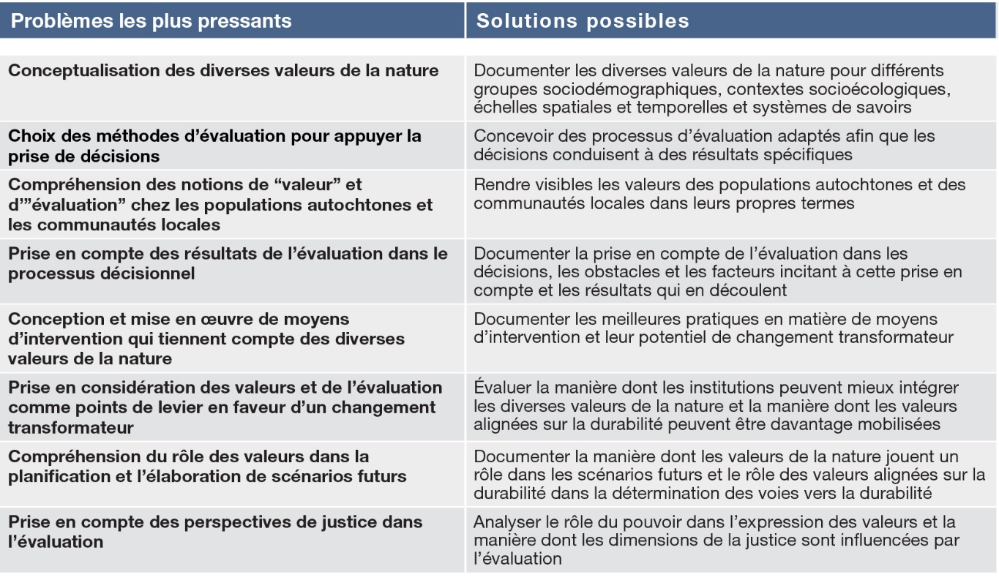 Problèmes les plus pressants
Solutions possibles
Conceptualisation des diverses valeurs de la nature
Documenter les diverses valeurs de la nature pour différents
groupes sociodémographiques, contextes socioécologiques,
échelles spatiales et temporelles et systèmes de savoirs
Choix des méthodes d’évaluation pour appuyer la
prise de décisions
Concevoir des processus d’évaluation adaptés afin que les
décisions conduisent à des résultats spécifiques
Compréhension des notions de “valeur” et
d’”évaluation” chez les populations autochtones et
les communautés locales
Rendre visibles les valeurs des populations autochtones et des
communautés locales dans leurs propres termes
Prise en compte des résultats de l’évaluation dans le
processus décisionnel
Documenter la prise en compte de l’évaluation dans les
décisions, les obstacles et les facteurs incitant à cette prise en
compte et les résultats qui en découlent
Conception et mise en œuvre de moyens
d’intervention qui tiennent compte des diverses
valeurs de la nature
Documenter les meilleures pratiques en matière de moyens
d’intervention et leur potentiel de changement transformateur
Prise en considération des valeurs et de l’évaluation
comme points de levier en faveur d’un changement
transformateur
Évaluer la manière dont les institutions peuvent mieux intégrer
les diverses valeurs de la nature et la manière dont les valeurs
alignées sur la durabilité peuvent être davantage mobilisées
Compréhension du rôle des valeurs dans la
planification et l’élaboration de scénarios futurs
Documenter la manière dont les valeurs de la nature jouent un
rôle dans les scénarios futurs et le rôle des valeurs alignées sur la
durabilité dans la détermination des voies vers la durabilité
Prise en compte des perspectives de justice dans
l’évaluation
Analyser le rôle du pouvoir dans l’expression des valeurs et la
manière dont les dimensions de la justice sont influencées par
l’évaluation